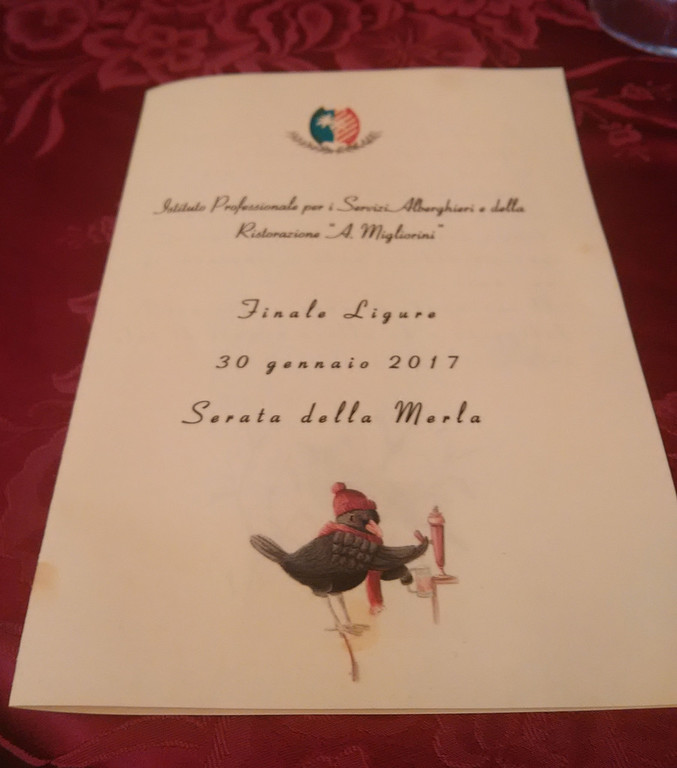 Istituto Professionale per i Servizi Alberghieri e della
Ristorazione "A. Migliorini"
Finale Ligure
30 gennaio 2017
Serata della Merla